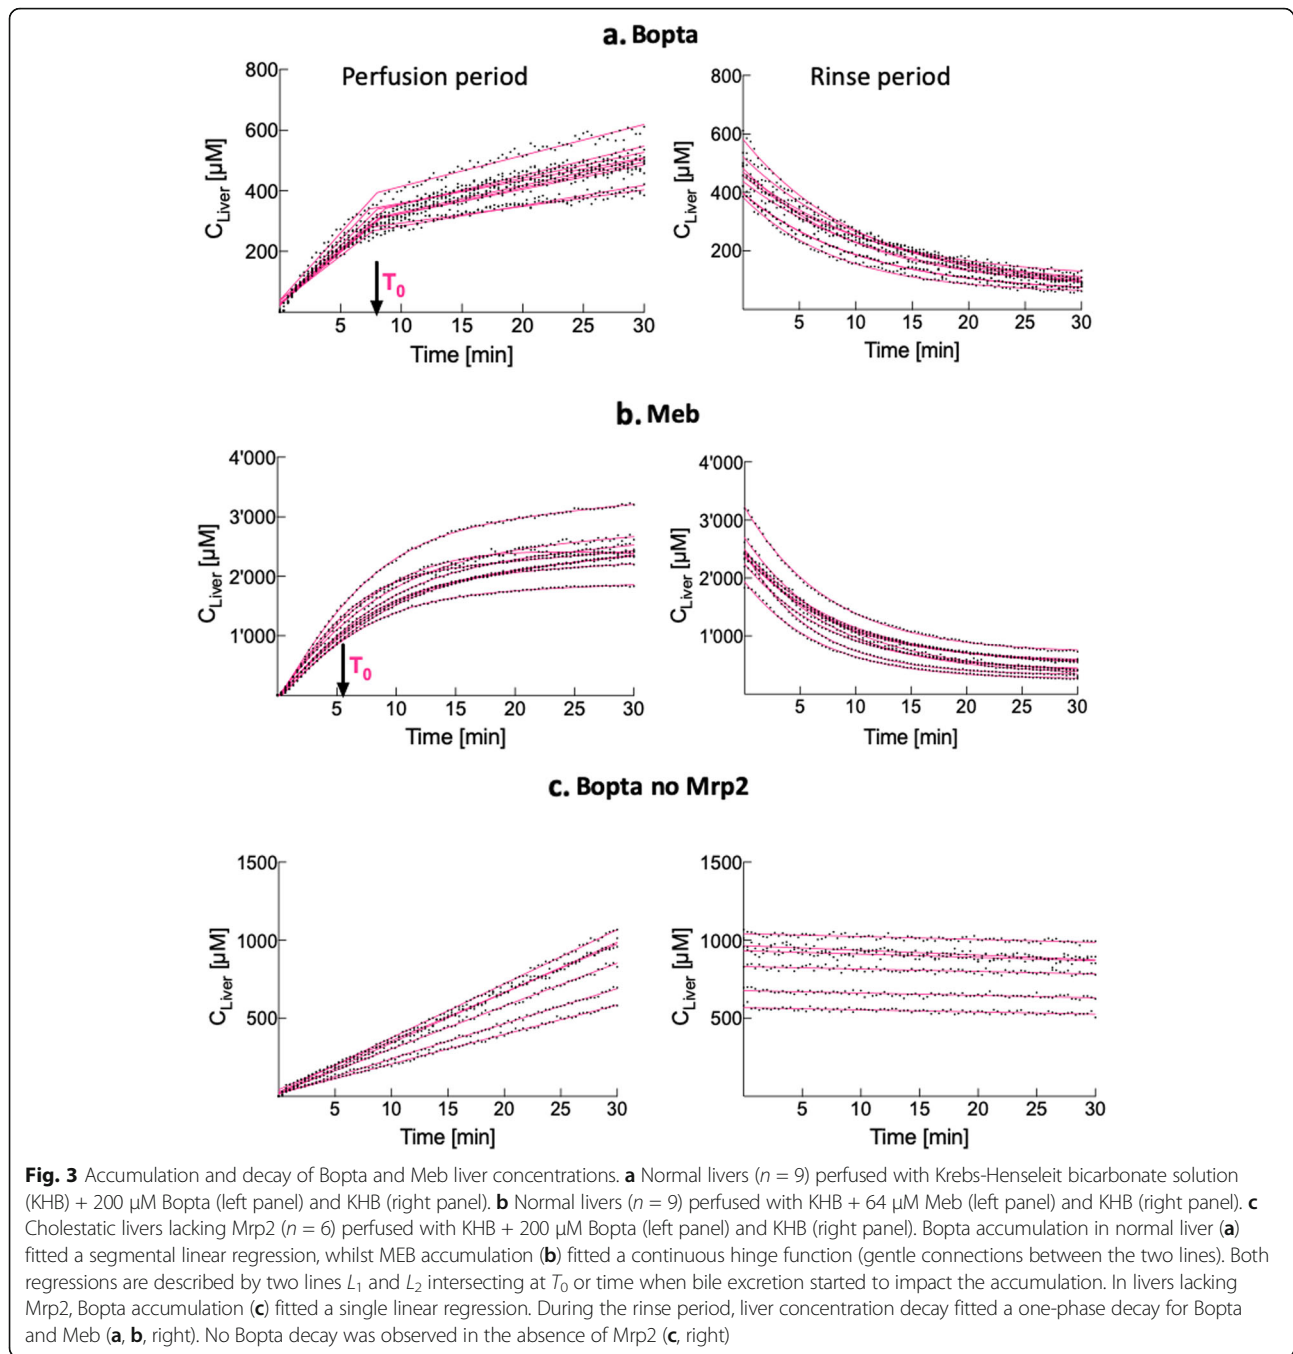 a. Bopta
Perfusion period
Rinse period
800
600
400
200
C_Liver [µM]
T₀
5 10 15 20 25 30
Time [min]
800
600
400
200
C_Liver [µM]
5 10 15 20 25 30
Time [min]
b. Meb
4'000
3'000
2'000
1'000
C_Liver [µM]
T₀
5 10 15 20 25 30
Time [min]
4'000
3'000
2'000
1'000
C_Liver [µM]
5 10 15 20 25 30
Time [min]
c. Bopta no Mrp2
1500
1000
500
C_Liver [µM]
5 10 15 20 25 30
Time [min]
1500
1000
500
C_Liver [µM]
5 10 15 20 25 30
Time [min]
Fig. 3 Accumulation and decay of Bopta and Meb liver concentrations. a Normal livers (n = 9) perfused with Krebs-Henseleit bicarbonate solution
(KHB) + 200 µM Bopta (left panel) and KHB (right panel). b Normal livers (n = 9) perfused with KHB + 64 µM Meb (left panel) and KHB (right panel). c
Cholestatic livers lacking Mrp2 (n = 6) perfused with KHB + 200 µM Bopta (left panel) and KHB (right panel). Bopta accumulation in normal liver (a)
fitted a segmental linear regression, whilst MEB accumulation (b) fitted a continuous hinge function (gentle connections between the two lines). Both
regressions are described by two lines L₁ and L₂ intersecting at T₀ or time when bile excretion started to impact the accumulation. In livers lacking
Mrp2, Bopta accumulation (c) fitted a single linear regression. During the rinse period, liver concentration decay fitted a one-phase decay for Bopta
and Meb (a, b, right). No Bopta decay was observed in the absence of Mrp2 (c, right)